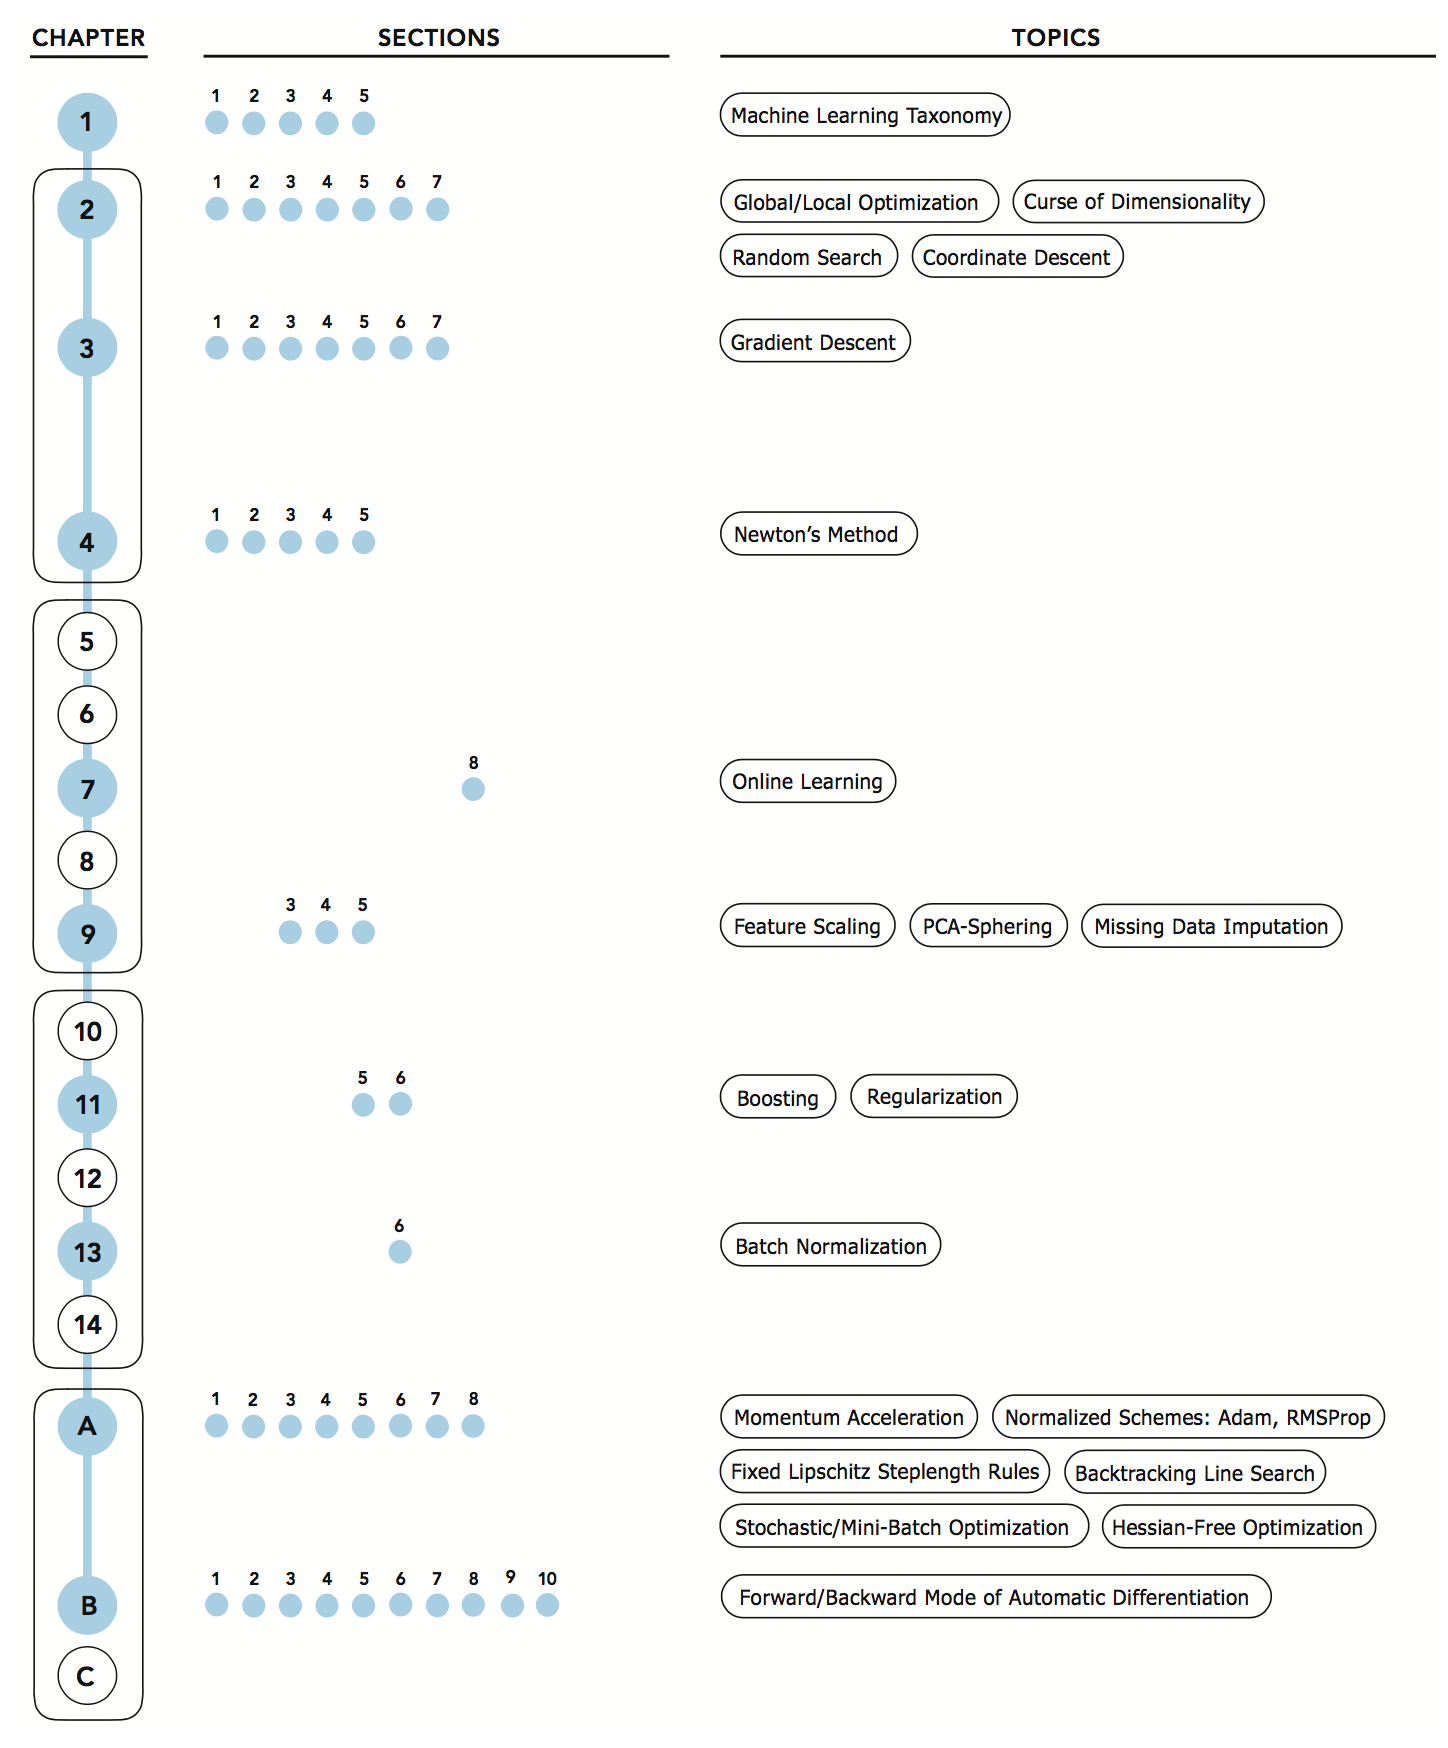 CHAPTER SECTIONS TOPICS
1 2 3 4 5
1 Machine Learning Taxonomy
1 2 3 4 5 6 7
2 Global/Local Optimization Curse of Dimensionality
Random Search Coordinate Descent
1 2 3 4 5 6 7
3 Gradient Descent
1 2 3 4 5
4 Newton’s Method
5
6
8
7 Online Learning
8
3 4 5
9 Feature Scaling PCA-Sphering Missing Data Imputation
10
5 6
11 Boosting Regularization
12
6
13 Batch Normalization
14
1 2 3 4 5 6 7 8
A Momentum Acceleration Normalized Schemes: Adam, RMSProp
Fixed Lipschitz Steplength Rules Backtracking Line Search
Stochastic/Mini-Batch Optimization Hessian-Free Optimization
1 2 3 4 5 6 7 8 9 10
B Forward/Backward Mode of Automatic Differentiation
C